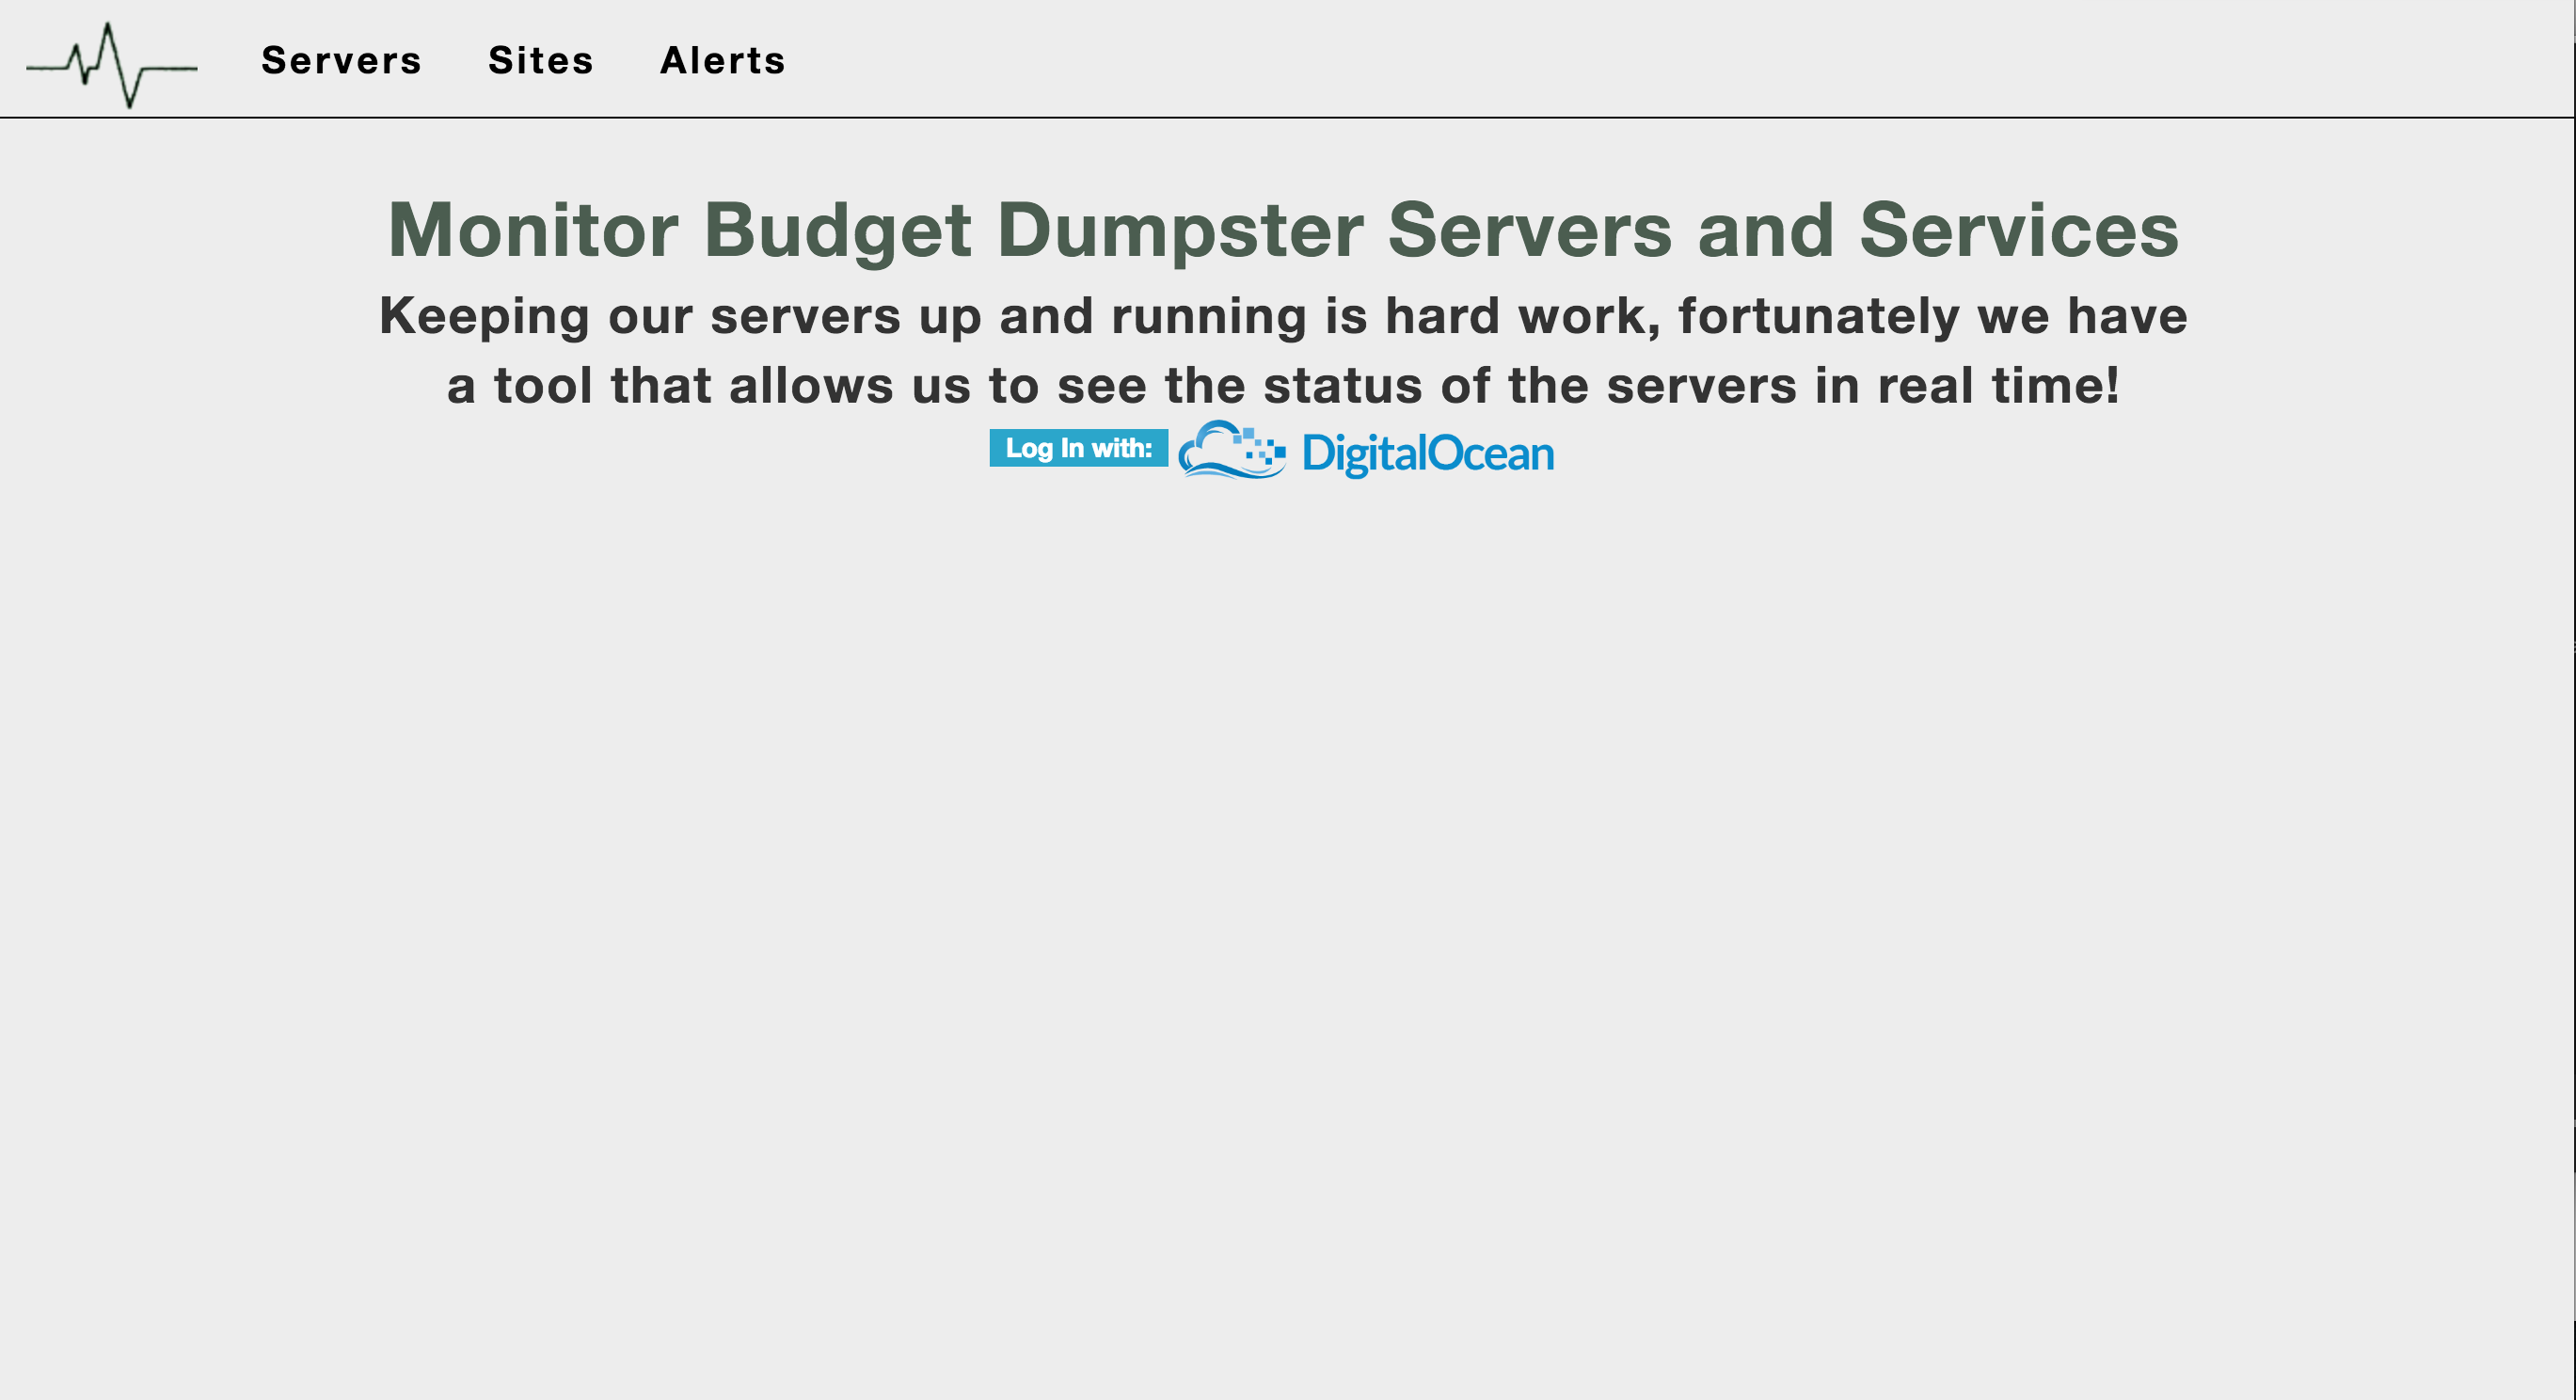 Servers Sites Alerts
Monitor Budget Dumpster Servers and Services
Keeping our servers up and running is hard work, fortunately we have
a tool that allows us to see the status of the servers in real time!
Log In with: DigitalOcean